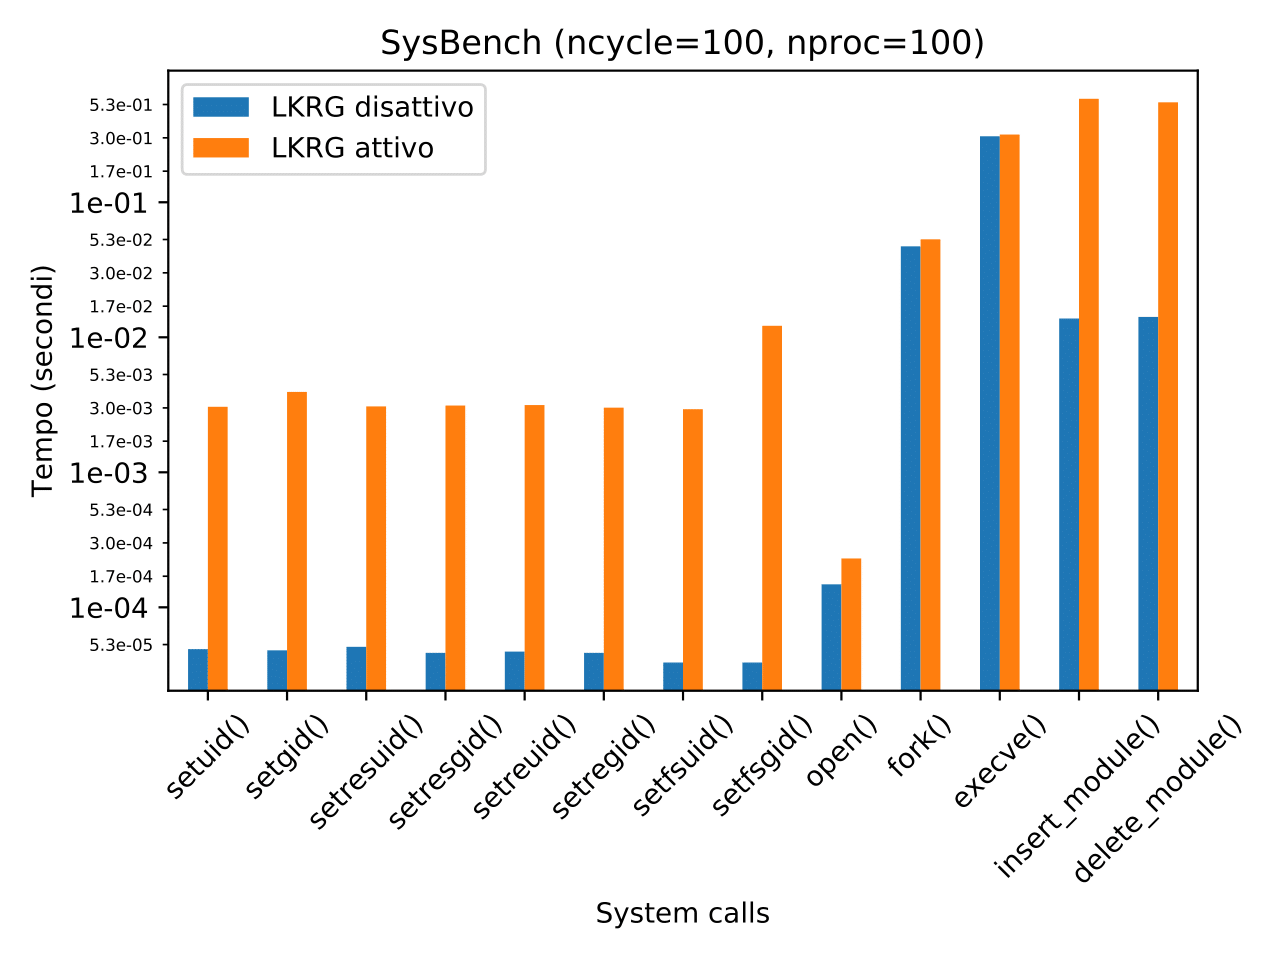 SysBench (ncycle=100, nproc=100)
LKRG disattivo
LKRG attivo
Tempo (secondi)
5.3e-01
3.0e-01
1.7e-01
1e-01
5.3e-02
3.0e-02
1.7e-02
1e-02
5.3e-03
3.0e-03
1.7e-03
1e-03
5.3e-04
3.0e-04
1.7e-04
1e-04
5.3e-05
setuid()
setgid()
setresuid()
setresgid()
setreuid()
setregid()
setfsuid()
setfsgid()
open()
fork()
execve()
insert_module()
delete_module()
System calls